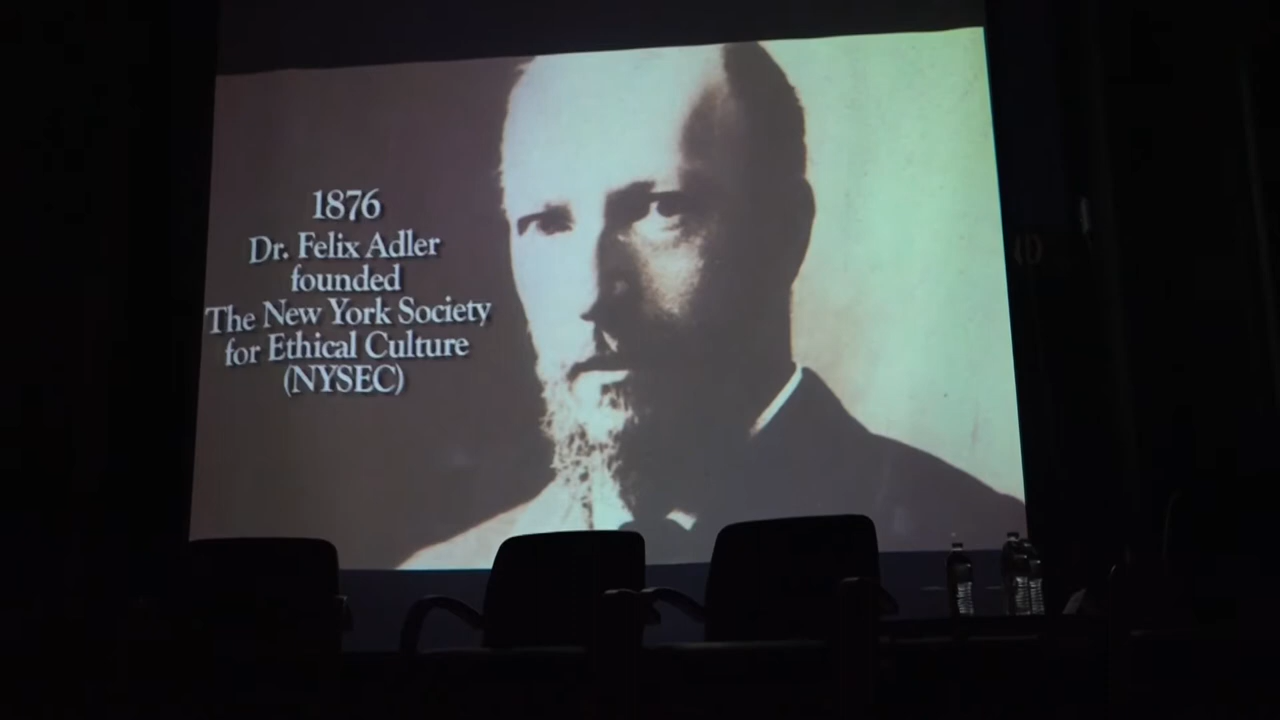 1876
Dr. Felix Adler
founded
The New York Society
for Ethical Culture
(NYSEC)